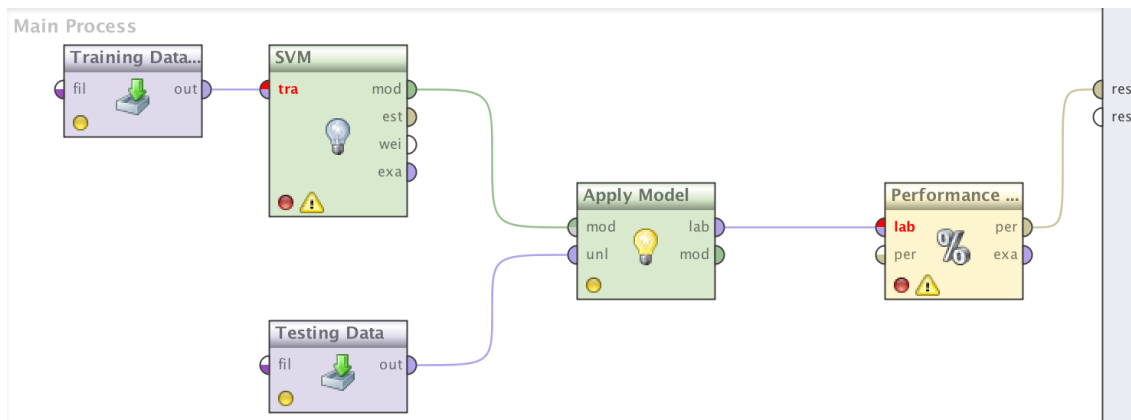 Main Process
Training Data...
fil
out
SVM
tra
mod
est
wei
exa
Apply Model
mod
lab
unl
mod
Performance ...
lab
per
per
exa
Testing Data
fil
out
res
res